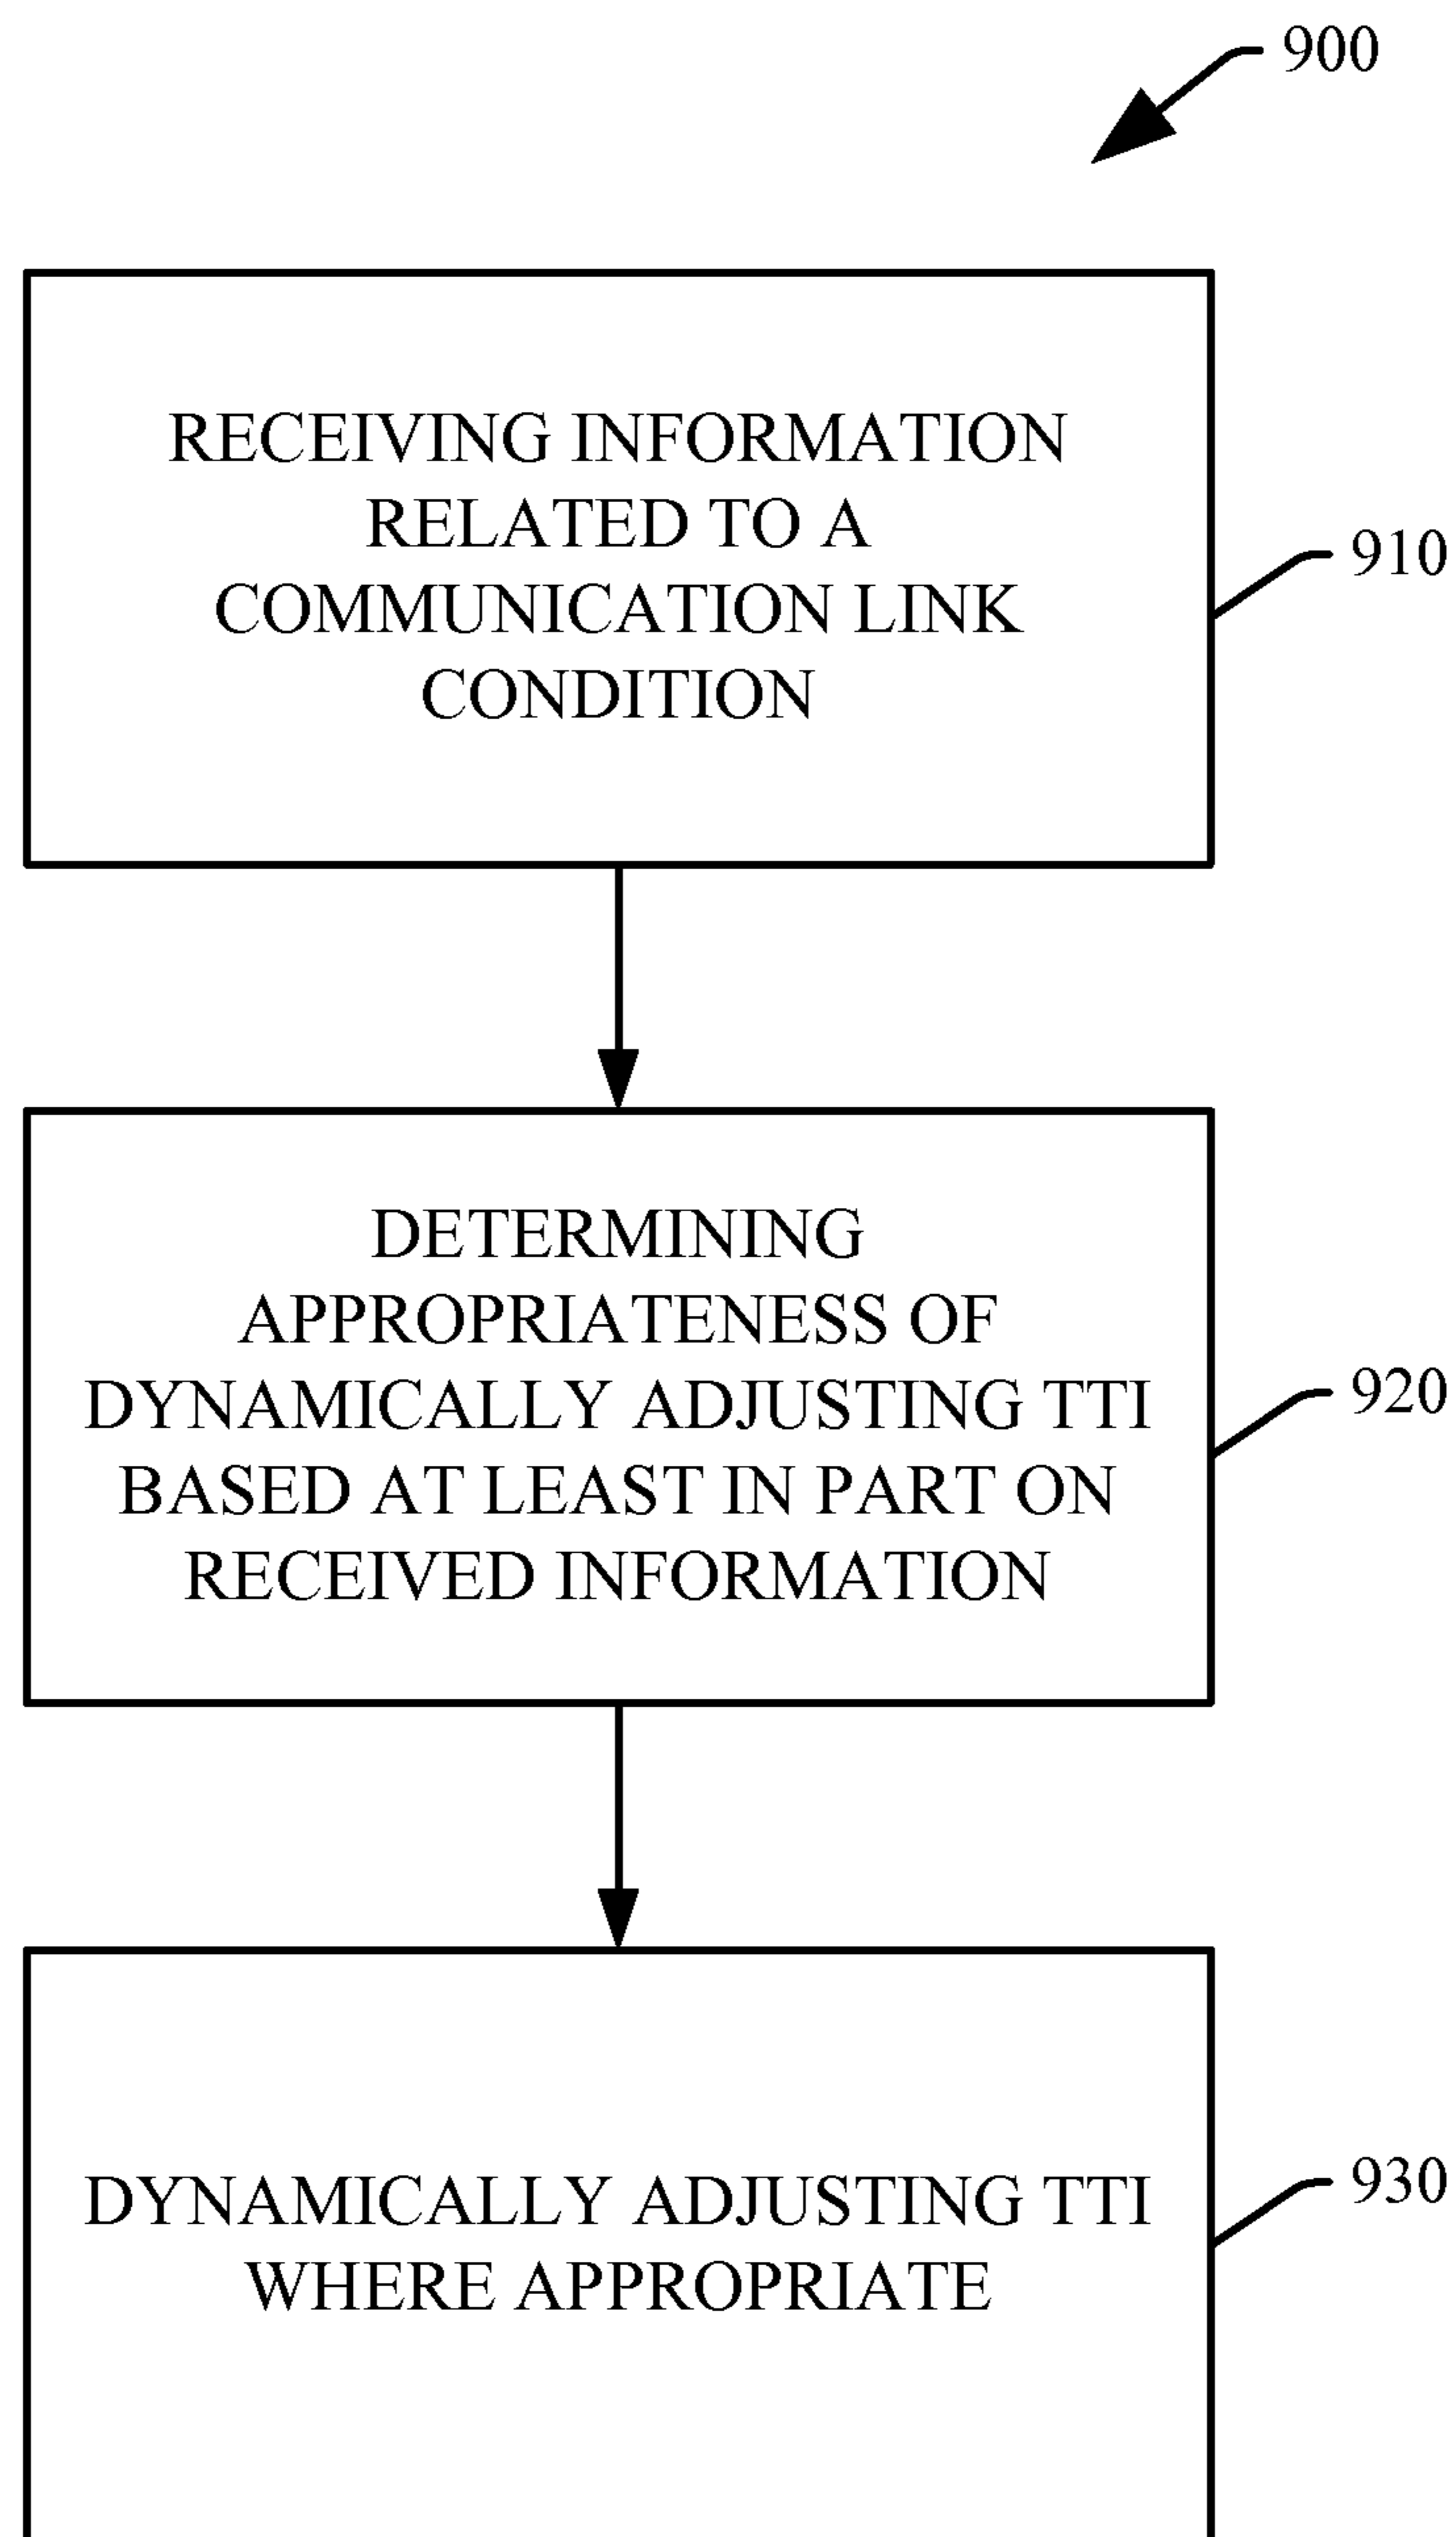 900
RECEIVING INFORMATION
RELATED TO A
COMMUNICATION LINK
CONDITION
910
DETERMINING
APPROPRIATENESS OF
DYNAMICALLY ADJUSTING TTI
BASED AT LEAST IN PART ON
RECEIVED INFORMATION
920
DYNAMICALLY ADJUSTING TTI
WHERE APPROPRIATE
930